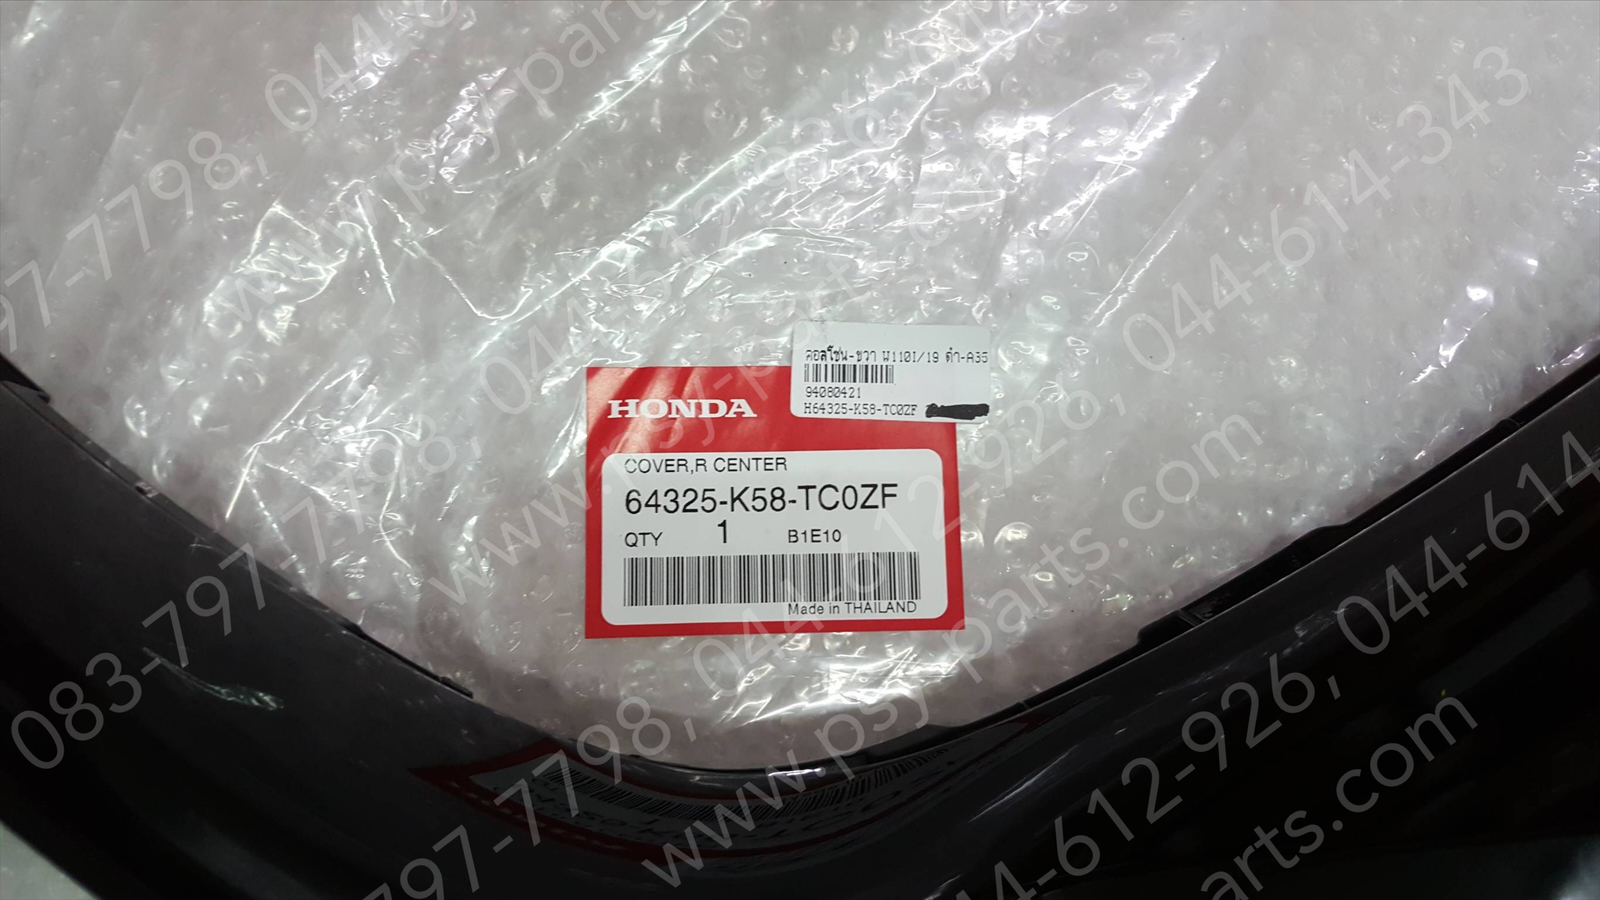 คอลโซ่น-ขวา W110I/19 ดำ-A35
94080421
H64325-K58-TC0ZF
HONDA
COVER,R CENTER
64325-K58-TC0ZF
QTY 1 B1E10
Made in THAILAND
083-797-7798, 044-612-926, 044-614-343
www.psy-parts.com